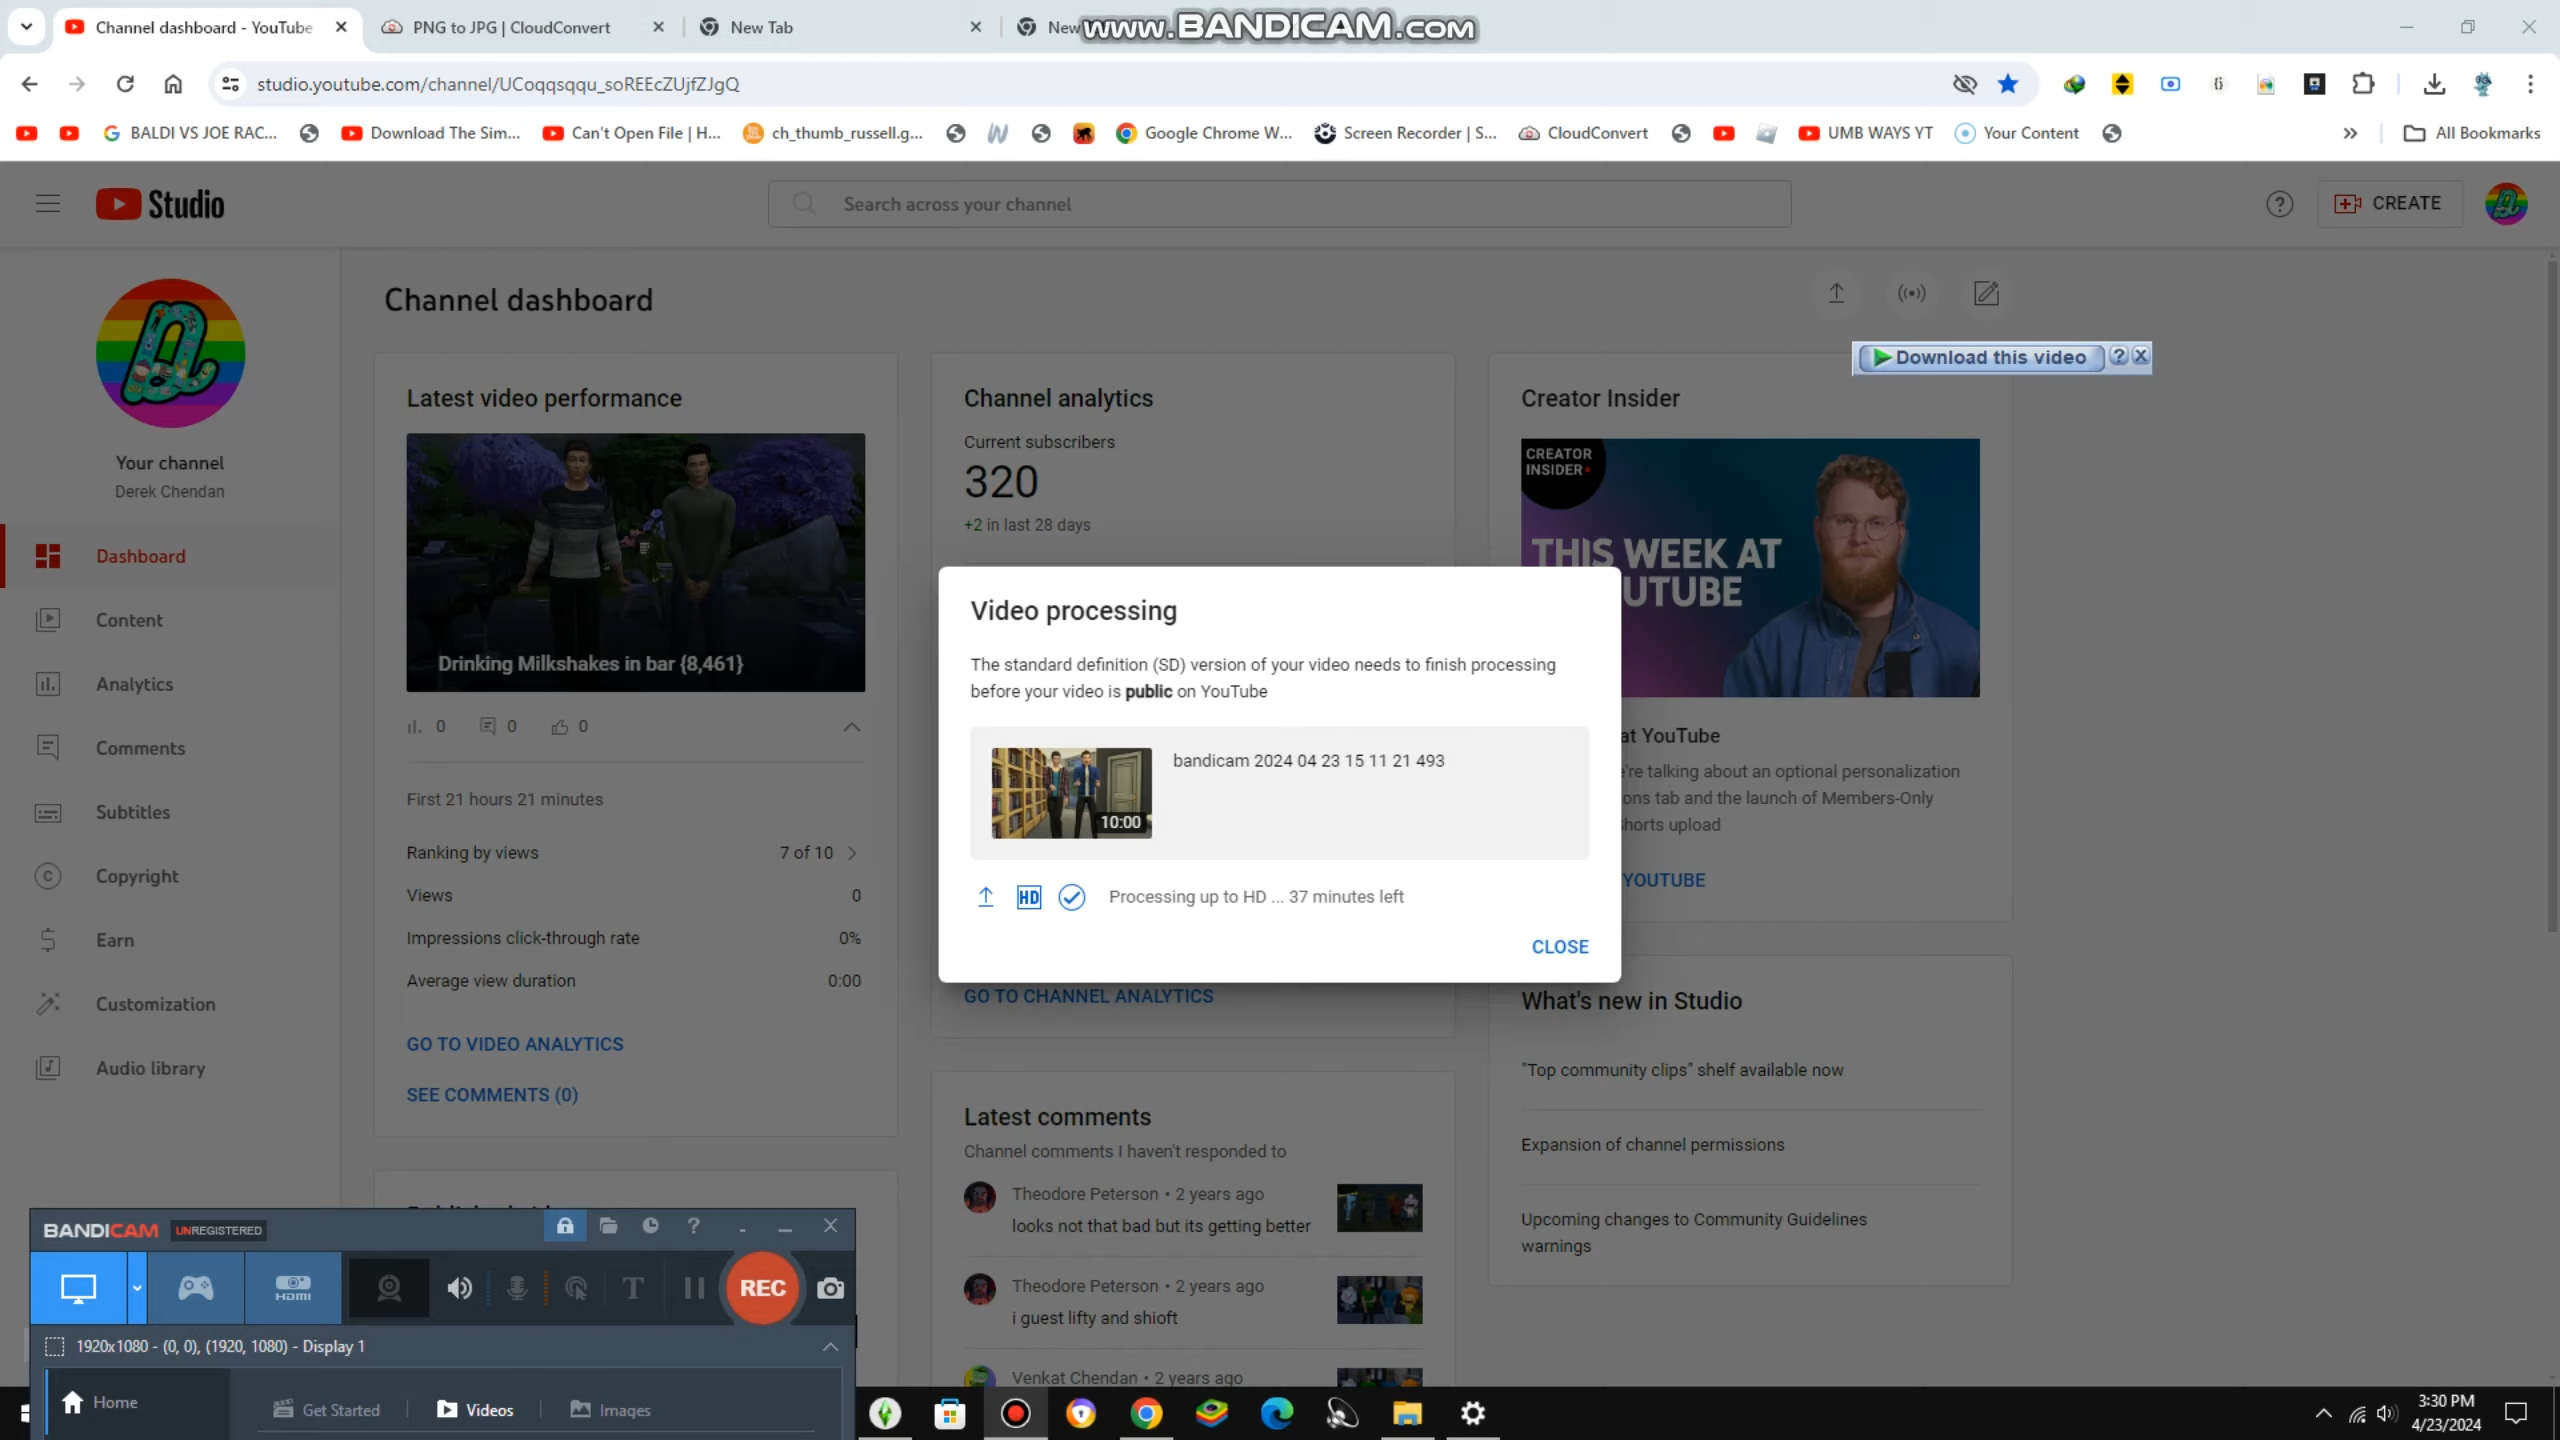 Channel dashboard - YouTube
PNG to JPG | CloudConvert
New Tab
New
www.BANDICAM.com
studio.youtube.com/channel/UCoqqsqqu_soREEcZUjfZJgQ
BALDI VS JOE RAC...
Download The Sim...
Can't Open File | H...
ch_thumb_russell.g...
Google Chrome W...
Screen Recorder | S...
CloudConvert
UMB WAYS YT
Your Content
All Bookmarks
Studio
Search across your channel
CREATE
Your channel
Derek Chendan
Dashboard
Content
Analytics
Comments
Subtitles
Copyright
Earn
Customization
Audio library
Channel dashboard
Download this video
Latest video performance
Drinking Milkshakes in bar {8,461}
0
0
0
First 21 hours 21 minutes
Ranking by views
7 of 10
Views
0
Impressions click-through rate
0%
Average view duration
0:00
GO TO VIDEO ANALYTICS
SEE COMMENTS (0)
Channel analytics
Current subscribers
320
+2 in last 28 days
Video processing
The standard definition (SD) version of your video needs to finish processing
before your video is public on YouTube
10:00
bandicam 2024 04 23 15 11 21 493
HD
Processing up to HD ... 37 minutes left
CLOSE
GO TO CHANNEL ANALYTICS
Latest comments
Channel comments I haven't responded to
Theodore Peterson • 2 years ago
looks not that bad but its getting better
Theodore Peterson • 2 years ago
i guest lifty and shioft
Venkat Chendan • 2 years ago
Creator Insider
CREATOR
INSIDER
THIS WEEK AT
UTUBE
at YouTube
're talking about an optional personalization
ons tab and the launch of Members-Only
horts upload
YOUTUBE
What's new in Studio
"Top community clips" shelf available now
Expansion of channel permissions
Upcoming changes to Community Guidelines
warnings
BANDICAM
UNREGISTERED
HDMI
REC
1920x1080 - (0, 0), (1920, 1080) - Display 1
Home
Get Started
Videos
Images
3:30 PM
4/23/2024